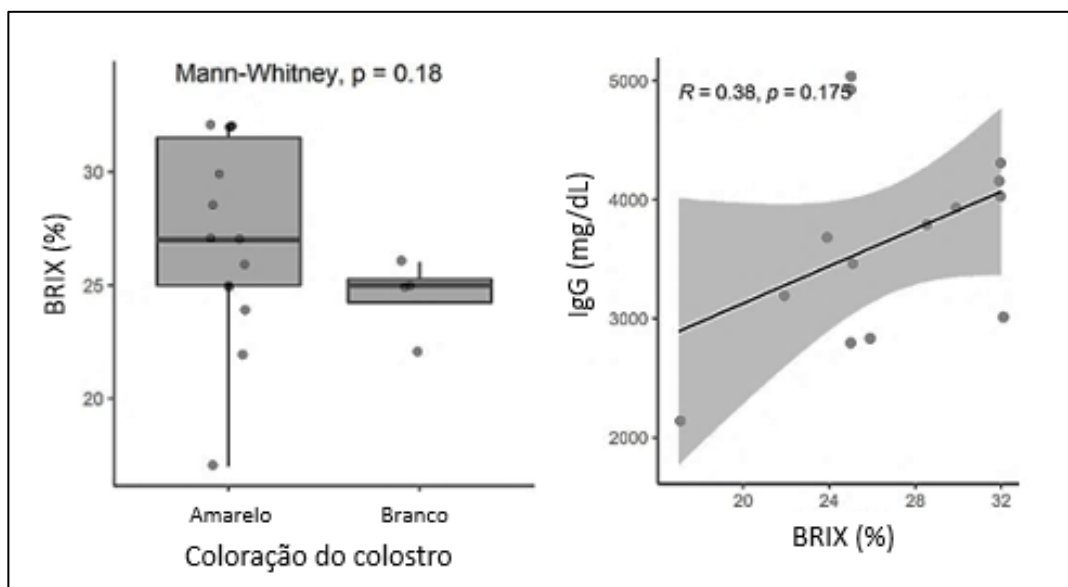 Mann-Whitney, p = 0.18
BRIX (%)
30
25
20
Amarelo
Branco
Coloração do colostro
R = 0.38, p = 0.175
IgG (mg/dL)
5000
4000
3000
2000
20
24
28
32
BRIX (%)